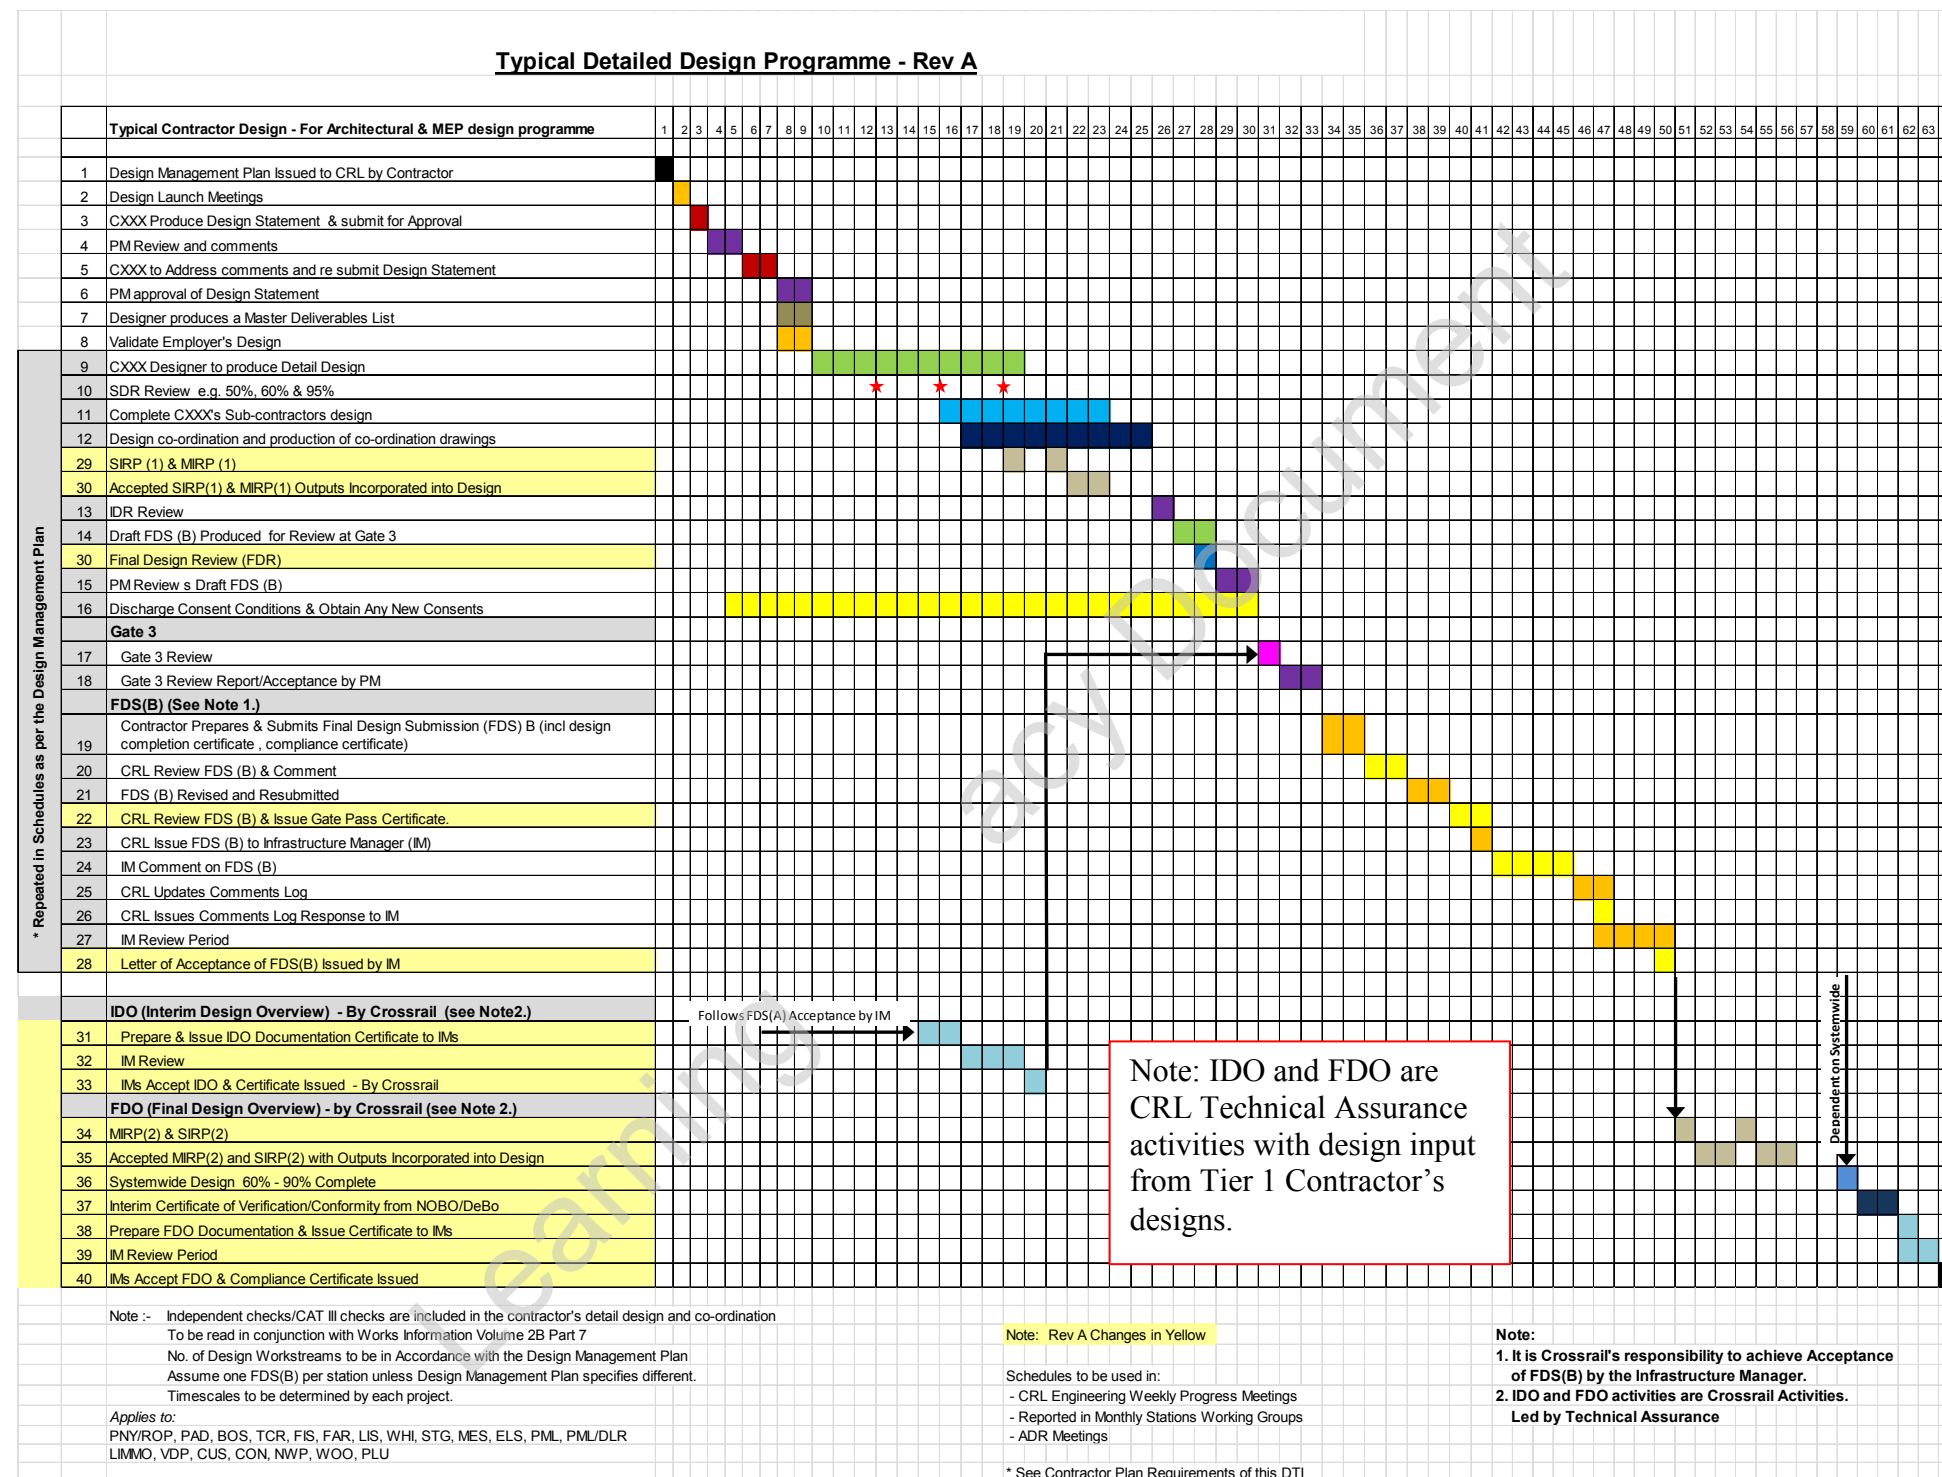 Typical Detailed Design Programme - Rev A
Typical Contractor Design - For Architectural & MEP design programme 1 2 3 4 5 6 7 8 9 10 11 12 13 14 15 16 17 18 19 20 21 22 23 24 25 26 27 28 29 30 31 32 33 34 35 36 37 38 39 40 41 42 43 44 45 46 47 48 49 50 51 52 53 54 55 56 57 58 59 60 61 62 63
1 Design Management Plan Issued to CRL by Contractor
2 Design Launch Meetings
3 CXXX Produce Design Statement & submit for Approval
4 PM Review and comments
5 CXXX to Address comments and re submit Design Statement
6 PM approval of Design Statement
7 Designer produces a Master Deliverables List
8 Validate Employer's Design
* Repeated in Schedules as per the Design Management Plan
9 CXXX Designer to produce Detail Design
10 SDR Review e.g. 50%, 60% & 95%
11 Complete CXXX's Sub-contractors design
12 Design co-ordination and production of co-ordination drawings
29 SIRP (1) & MIRP (1)
30 Accepted SIRP(1) & MIRP(1) Outputs Incorporated into Design
13 IDR Review
14 Draft FDS (B) Produced for Review at Gate 3
30 Final Design Review (FDR)
15 PM Review s Draft FDS (B)
16 Discharge Consent Conditions & Obtain Any New Consents
Gate 3
17 Gate 3 Review
18 Gate 3 Review Report/Acceptance by PM
FDS(B) (See Note 1.)
Contractor Prepares & Submits Final Design Submission (FDS) B (incl design
19 completion certificate , compliance certificate)
20 CRL Review FDS (B) & Comment
21 FDS (B) Revised and Resubmitted
22 CRL Review FDS (B) & Issue Gate Pass Certificate.
23 CRL Issue FDS (B) to Infrastructure Manager (IM)
24 IM Comment on FDS (B)
25 CRL Updates Comments Log
26 CRL Issues Comments Log Response to IM
27 IM Review Period
28 Letter of Acceptance of FDS(B) Issued by IM
IDO (Interim Design Overview) - By Crossrail (see Note2.)
Follows FDS(A) Acceptance by IM
31 Prepare & Issue IDO Documentation Certificate to IMs
32 IM Review
33 IMs Accept IDO & Certificate Issued - By Crossrail
FDO (Final Design Overview) - by Crossrail (see Note 2.)
34 MIRP(2) & SIRP(2)
35 Accepted MIRP(2) and SIRP(2) with Outputs Incorporated into Design
36 Systemwide Design 60% - 90% Complete
37 Interim Certificate of Verification/Conformity from NOBO/DeBo
38 Prepare FDO Documentation & Issue Certificate to IMs
39 IM Review Period
40 IMs Accept FDO & Compliance Certificate Issued
Note: IDO and FDO are
CRL Technical Assurance
activities with design input
from Tier 1 Contractor's
designs.
Dependent on Systemwide
Learning
acy Document
Note :- Independent checks/CAT III checks are included in the contractor's detail design and co-ordination
To be read in conjunction with Works Information Volume 2B Part 7
No. of Design Workstreams to be in Accordance with the Design Management Plan
Assume one FDS(B) per station unless Design Management Plan specifies different.
Timescales to be determined by each project.
Applies to:
PNY/ROP, PAD, BOS, TCR, FIS, FAR, LIS, WHI, STG, MES, ELS, PML, PML/DLR
LIMMO, VDP, CUS, CON, NWP, WOO, PLU
Note: Rev A Changes in Yellow
Schedules to be used in:
- CRL Engineering Weekly Progress Meetings
- Reported in Monthly Stations Working Groups
- ADR Meetings
* See Contractor Plan Requirements of this DTI
Note:
1. It is Crossrail's responsibility to achieve Acceptance
of FDS(B) by the Infrastructure Manager.
2. IDO and FDO activities are Crossrail Activities.
Led by Technical Assurance